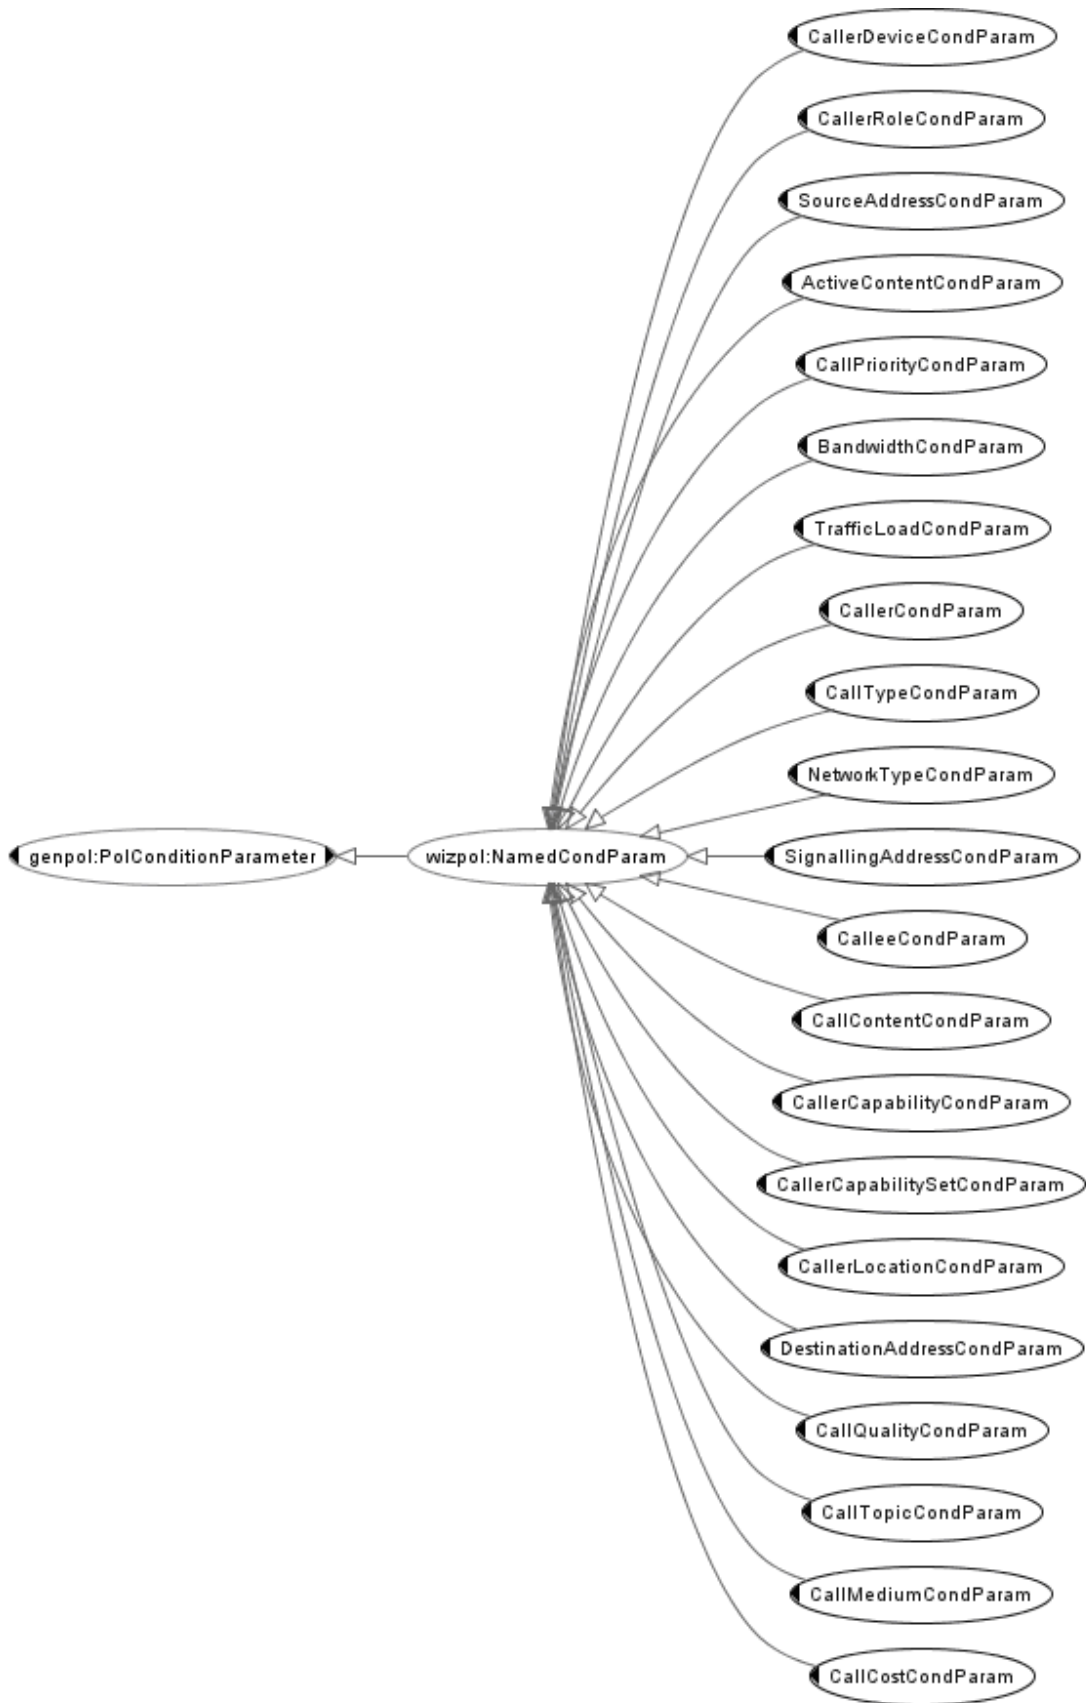 CallerDeviceCondParam
CallerRoleCondParam
SourceAddressCondParam
ActiveContentCondParam
CallPriorityCondParam
BandwidthCondParam
TrafficLoadCondParam
CallerCondParam
CallTypeCondParam
NetworkTypeCondParam
genpol:PolConditionParameter wizpol:NamedCondParam SignallingAddressCondParam
CalleeCondParam
CallContentCondParam
CallerCapabilityCondParam
CallerCapabilitySetCondParam
CallerLocationCondParam
DestinationAddressCondParam
CallQualityCondParam
CallTopicCondParam
CallMediumCondParam
CallCostCondParam